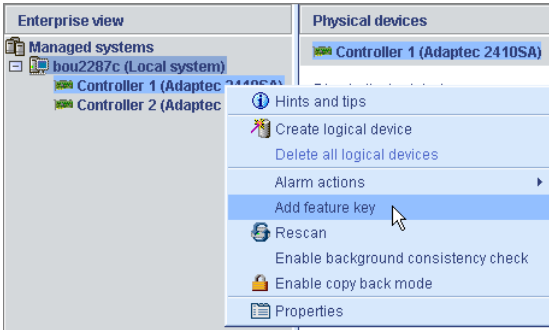 Enterprise view
Physical devices
Managed systems
Controller 1 (Adaptec 2410SA)
bou2287c (Local system)
Controller 1 (Adaptec 2410SA)
Controller 2 (Adaptec
Hints and tips
Create logical device
Delete all logical devices
Alarm actions
Add feature key
Rescan
Enable background consistency check
Enable copy back mode
Properties